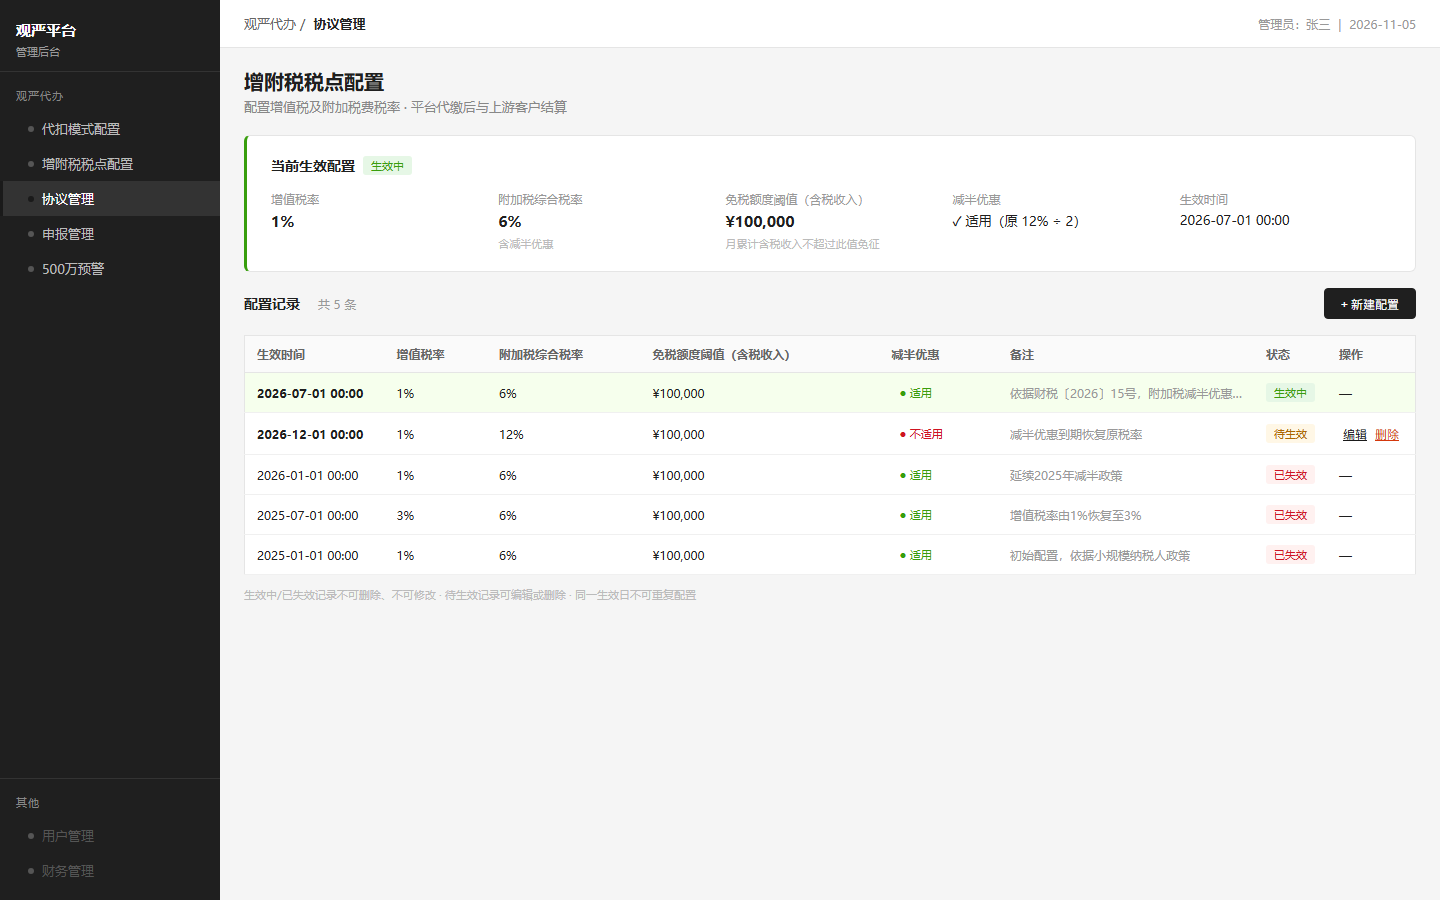 观严平台
管理后台
观严代办
代扣模式配置
增附税税点配置
协议管理
申报管理
500万预警
其他
用户管理
财务管理
观严代办 / 协议管理
管理员：张三 | 2026-11-05
增附税税点配置
配置增值税及附加税费税率 · 平台代缴后与上游客户结算
当前生效配置 生效中
增值税率 附加税综合税率 免税额度阈值（含税收入） 减半优惠 生效时间
1% 6% ¥100,000 ✓ 适用（原 12% ÷ 2） 2026-07-01 00:00
含减半优惠 月累计含税收入不超过此值免征
配置记录 共 5 条 + 新建配置
生效时间 增值税率 附加税综合税率 免税额度阈值（含税收入） 减半优惠 备注 状态 操作
2026-07-01 00:00 1% 6% ¥100,000 ● 适用 依据财税〔2026〕15号，附加税减半优惠... 生效中 —
2026-12-01 00:00 1% 12% ¥100,000 ● 不适用 减半优惠到期恢复原税率 待生效 编辑 删除
2026-01-01 00:00 1% 6% ¥100,000 ● 适用 延续2025年减半政策 已失效 —
2025-07-01 00:00 3% 6% ¥100,000 ● 适用 增值税率由1%恢复至3% 已失效 —
2025-01-01 00:00 1% 6% ¥100,000 ● 适用 初始配置，依据小规模纳税人政策 已失效 —
生效中/已失效记录不可删除、不可修改 · 待生效记录可编辑或删除 · 同一生效日不可重复配置